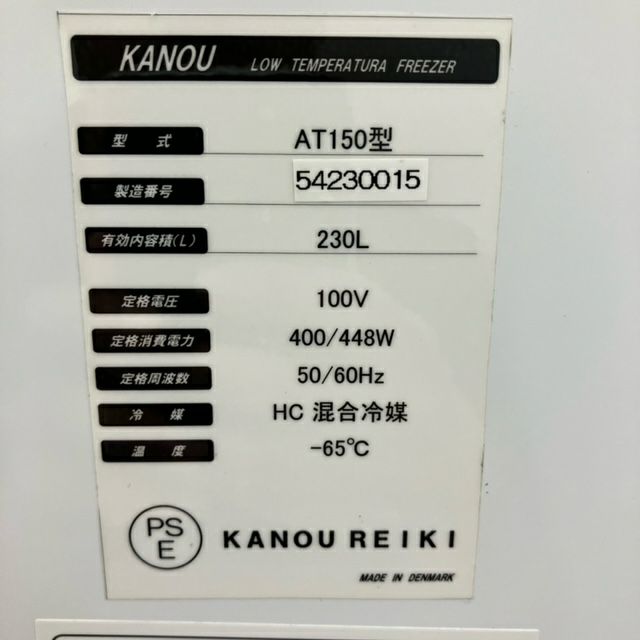 KANOU LOW TEMPERATURA FREEZER
型式 AT150型
製造番号 54230015
有効内容積(L) 230L
定格電圧 100V
定格消費電力 400/448W
定格周波数 50/60Hz
冷媒 HC 混合冷媒
温度 -65℃
PS
E
KANOU REIKI
MADE IN DENMARK